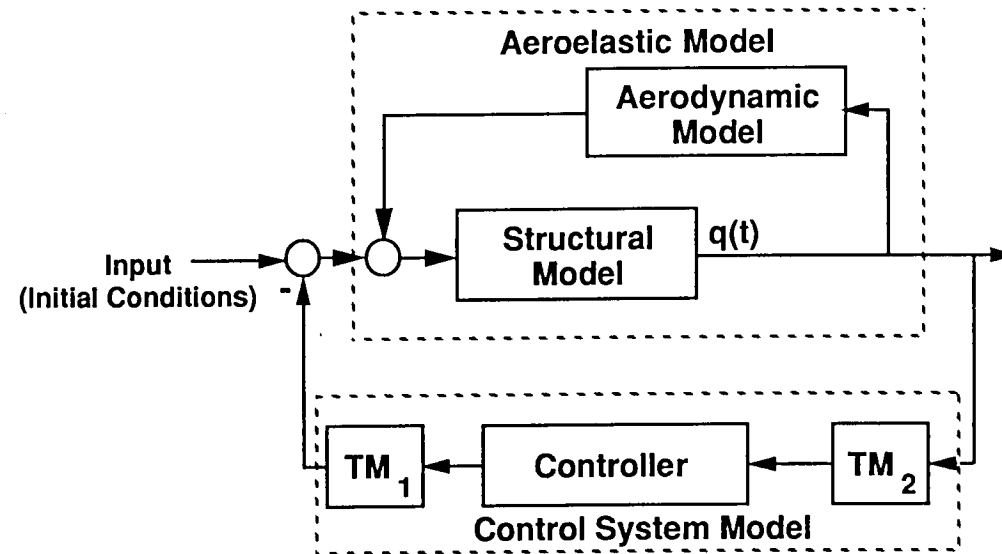 Aeroelastic Model
Aerodynamic
Model
Structural
Model
q(t)
Input
(Initial Conditions)
-
TM1
Controller
TM2
Control System Model